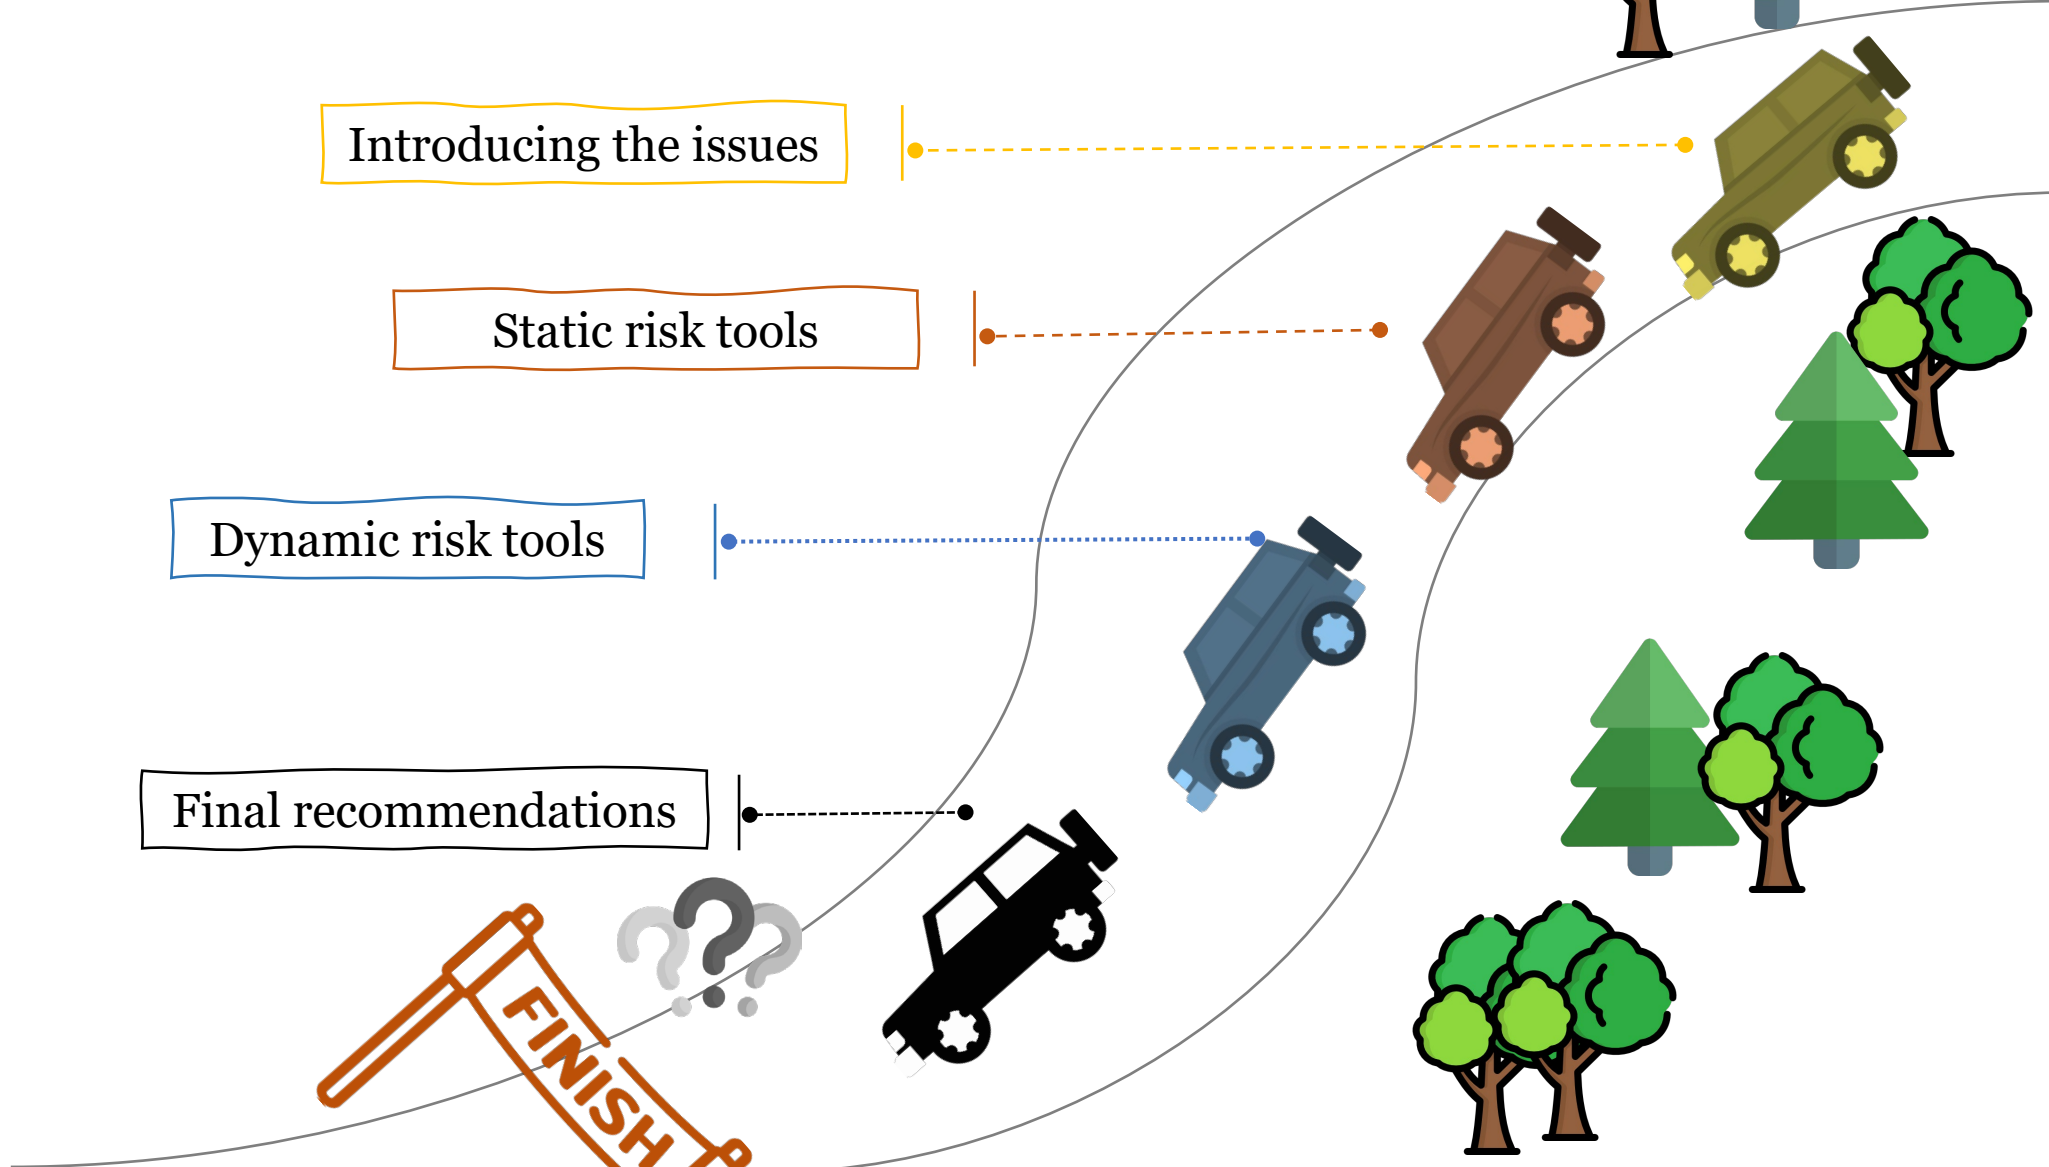 Introducing the issues
Static risk tools
Dynamic risk tools
Final recommendations
???
FINISH